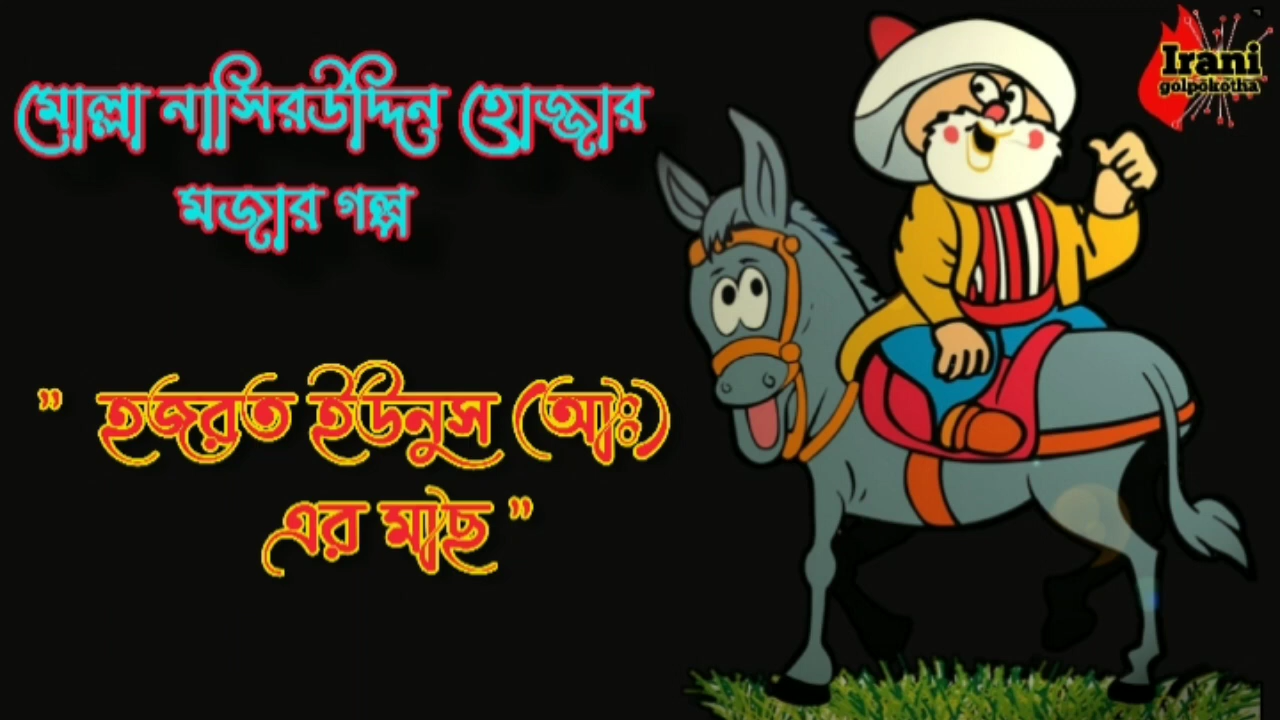 মোল্লা নাসিরউদ্দিন হোজ্জার
মজার গল্প
" হজরত ইউনুস (আঃ)
এর মাছ "
Irani
golpokotha